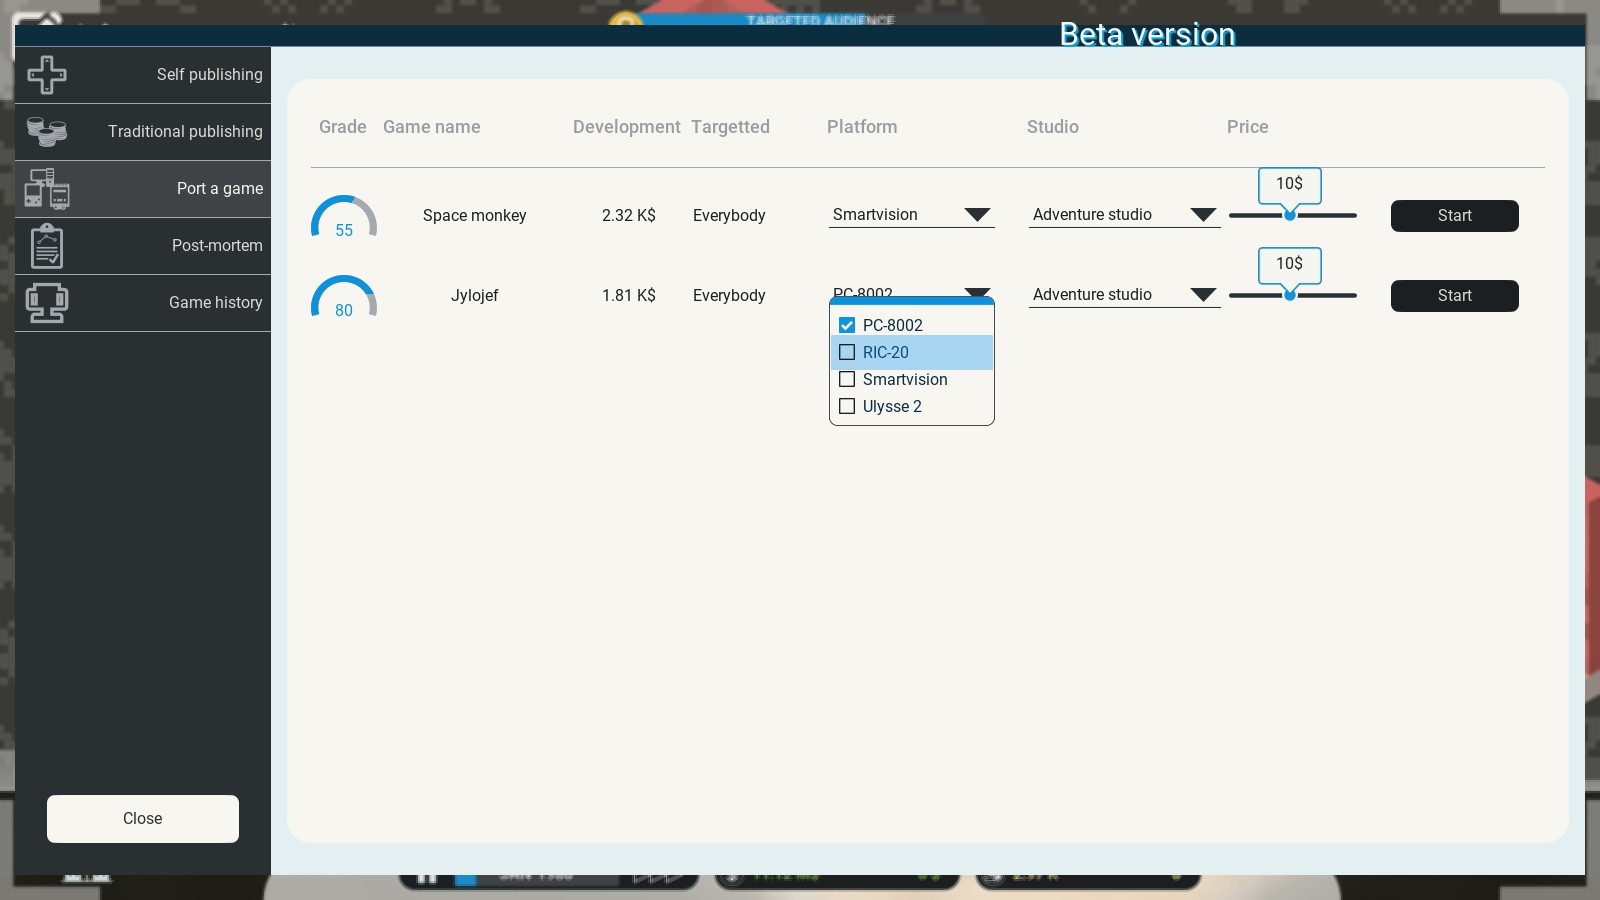 TARGETED AUDIENCE
Beta version
Self publishing
Traditional publishing
Port a game
Post-mortem
Game history
Close
Grade Game name Development Targetted Platform Studio Price
10$
55 Space monkey 2.32 K$ Everybody Smartvision Adventure studio Start
10$
80 Jylojef 1.81 K$ Everybody PC-8002 Adventure studio Start
PC-8002
RIC-20
Smartvision
Ulysse 2